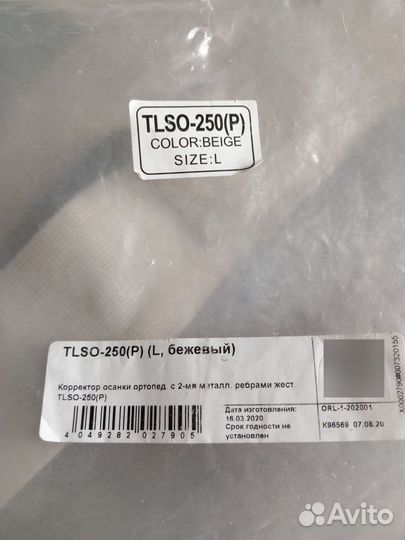 TLSO-250(P)
COLOR:BEIGE
SIZE:L
TLSO-250(P) (L, бежевый)
Корректор осанки ортопед. с 2-мя металл. ребрами жест
TLSO-250(P)
4 049282 027905
Дата изготовления:
16.03.2020
Срок годности не
установлен
ORL-1-202001
K96569 07.08.20
Avito